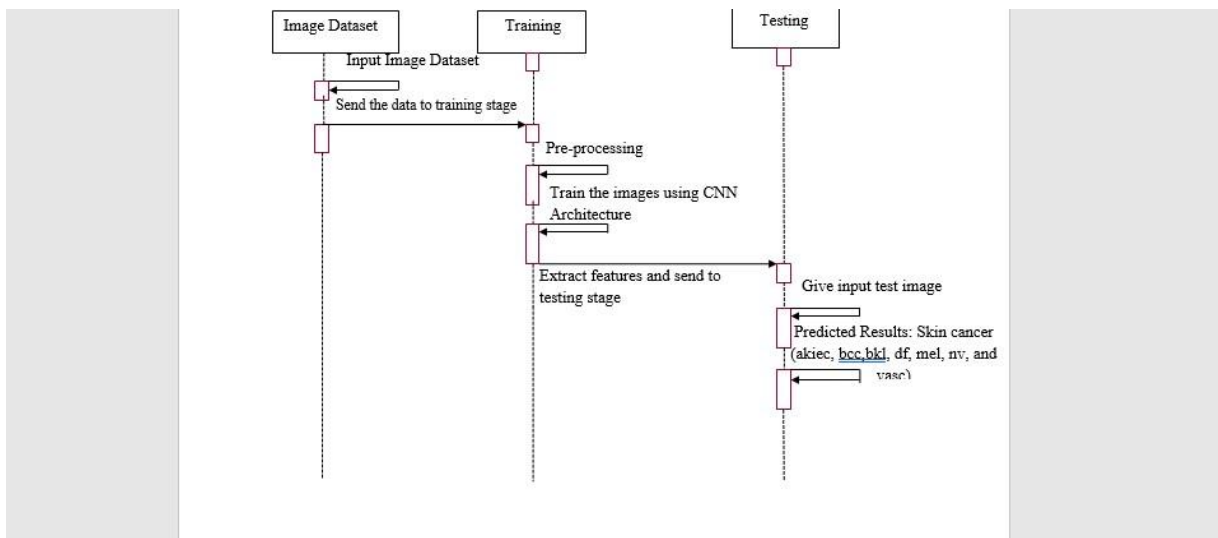 Image Dataset
Training
Testing
Input Image Dataset
Send the data to training stage
Pre-processing
Train the images using CNN
Architecture
Extract features and send to
testing stage
Give input test image
Predicted Results: Skin cancer
(akiec, bcc,bkl, df, mel, nv, and
vasc)